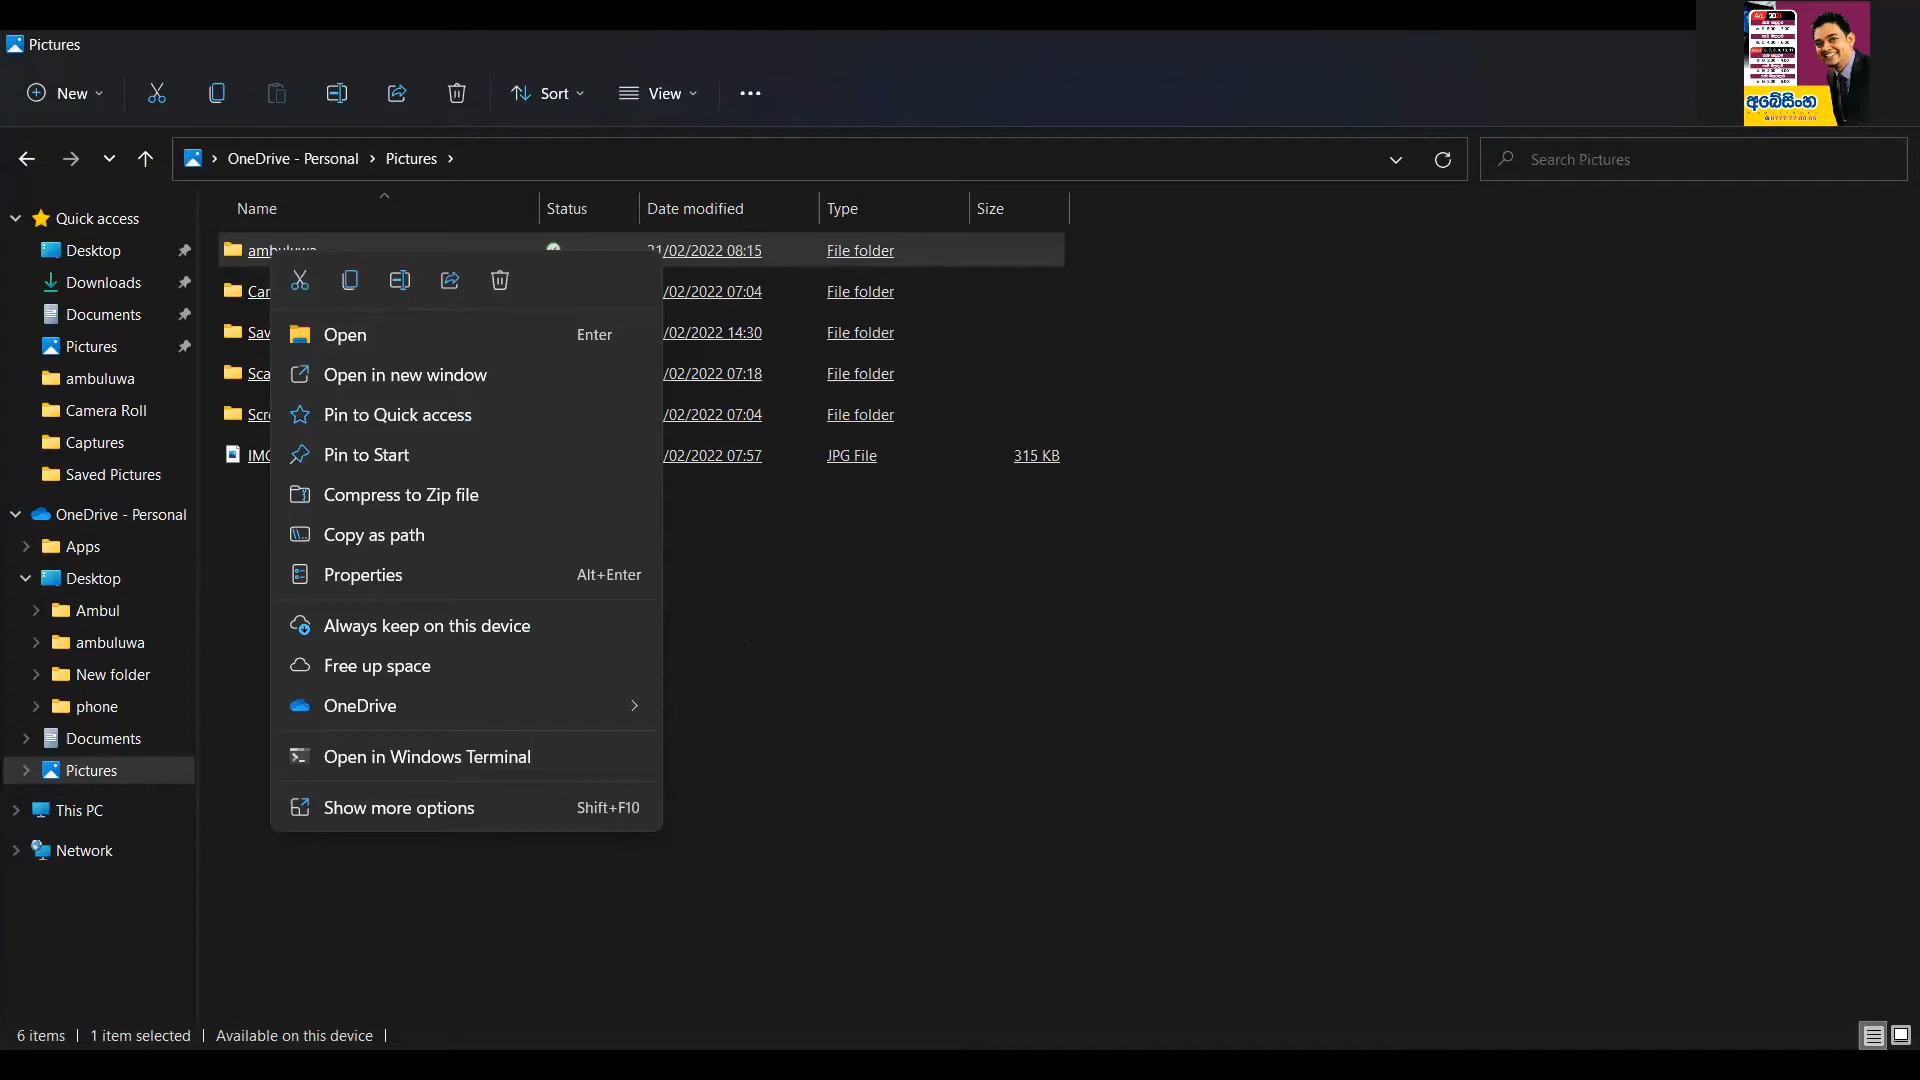 Pictures
New
Sort
View
OneDrive - Personal
Pictures
Search Pictures
Name
Status
Date modified
Type
Size
Quick access
Desktop
Downloads
Documents
Pictures
ambuluwa
Camera Roll
Captures
Saved Pictures
OneDrive - Personal
Apps
Desktop
Ambul
ambuluwa
New folder
phone
Documents
Pictures
This PC
Network
ambuluwa 21/02/2022 08:15 File folder
/02/2022 07:04 File folder
Sav /02/2022 14:30 File folder
Sca /02/2022 07:18 File folder
Scre /02/2022 07:04 File folder
/02/2022 07:57 JPG File 315 KB
Open Enter
Open in new window
Pin to Quick access
Pin to Start
Compress to Zip file
Copy as path
Properties Alt+Enter
Always keep on this device
Free up space
OneDrive
Open in Windows Terminal
Show more options Shift+F10
6 items
1 item selected
Available on this device
A/L
අබේසිංහ